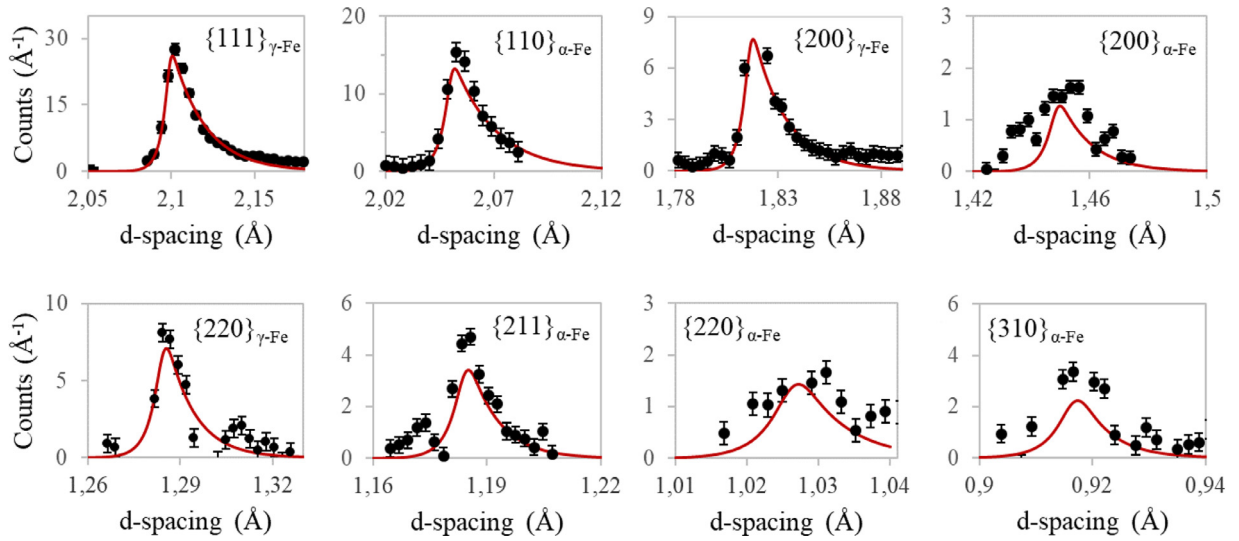 {111}γ-Fe
Counts (Å-1)
30
15
0
2,05 2,1 2,15
d-spacing (Å)
{110}α-Fe
20
15
10
5
0
2,02 2,07 2,12
d-spacing (Å)
{200}γ-Fe
9
6
3
0
1,78 1,83 1,88
d-spacing (Å)
{200}α-Fe
3
2
1
0
1,42 1,46 1,5
d-spacing (Å)
{220}γ-Fe
Counts (Å-1)
10
5
0
1,26 1,29 1,32
d-spacing (Å)
{211}α-Fe
6
4
2
0
1,16 1,19 1,22
d-spacing (Å)
{220}α-Fe
3
2
1
0
1,01 1,02 1,03 1,04
d-spacing (Å)
{310}α-Fe
6
4
2
0
0,9 0,92 0,94
d-spacing (Å)